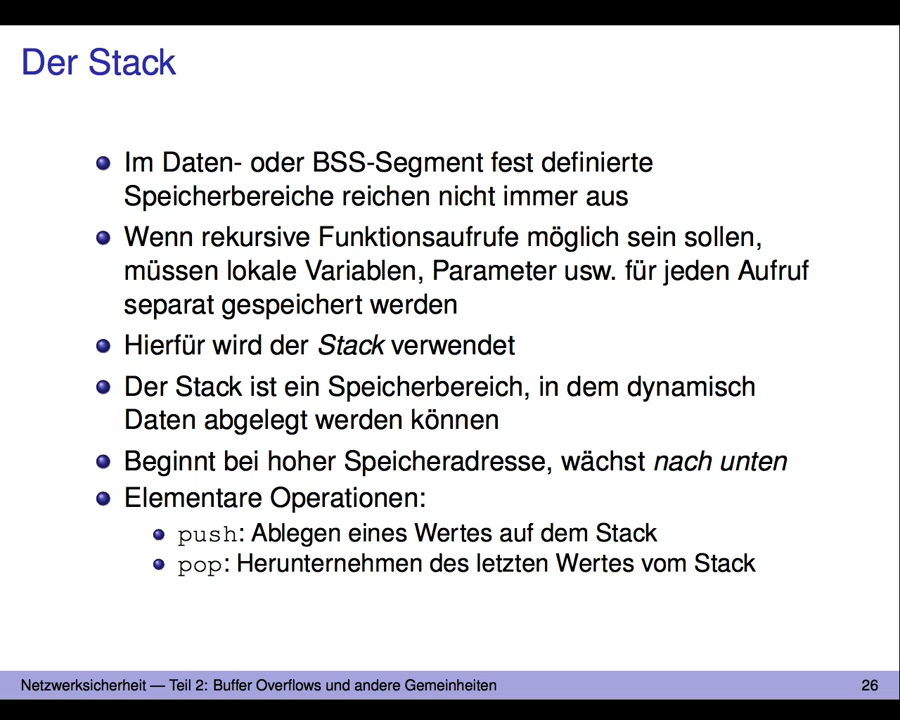 Der Stack
Im Daten- oder BSS-Segment fest definierte
Speicherbereiche reichen nicht immer aus
Wenn rekursive Funktionsaufrufe möglich sein sollen,
müssen lokale Variablen, Parameter usw. für jeden Aufruf
separat gespeichert werden
Hierfür wird der Stack verwendet
Der Stack ist ein Speicherbereich, in dem dynamisch
Daten abgelegt werden können
Beginnt bei hoher Speicheradresse, wächst nach unten
Elementare Operationen:
push: Ablegen eines Wertes auf dem Stack
pop: Herunternehmen des letzten Wertes vom Stack
Netzwerksicherheit — Teil 2: Buffer Overflows und andere Gemeinheiten 26